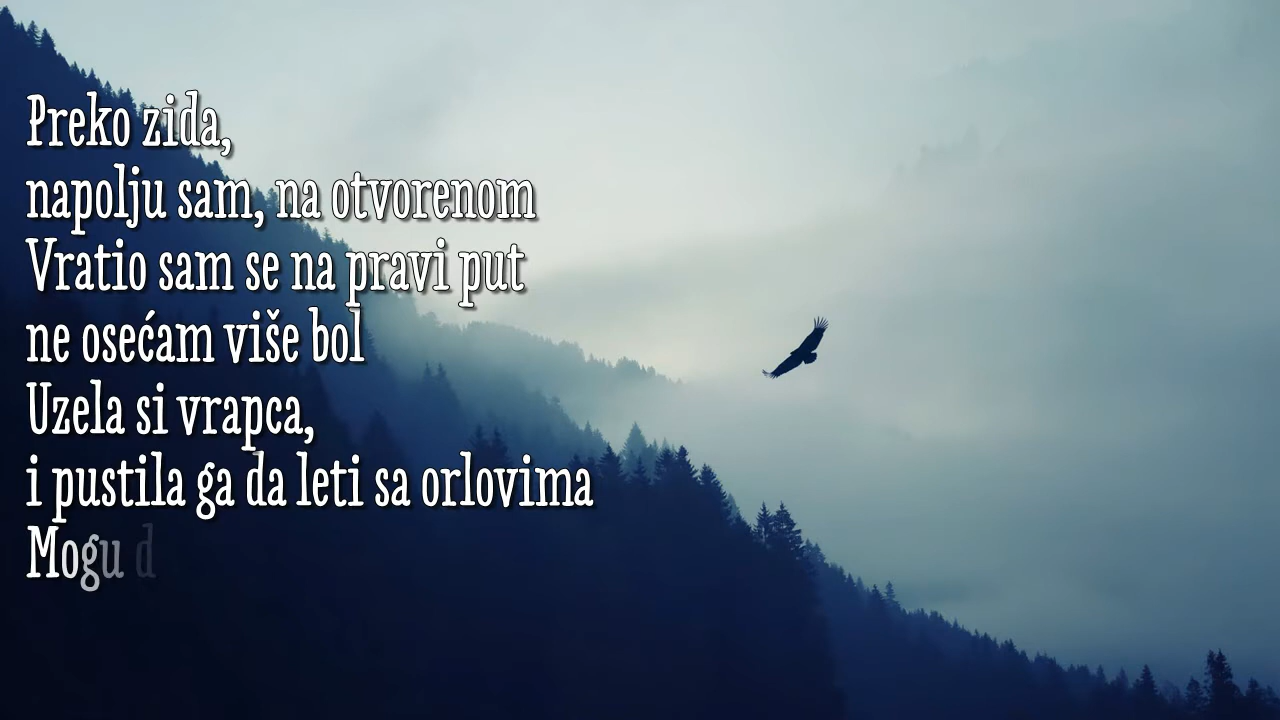 Preko zida,
napolju sam, na otvorenom
Vratio sam se na pravi put
ne osećam više bol
Uzela si vrapca,
i pustila ga da leti sa orlovima
Mogu d